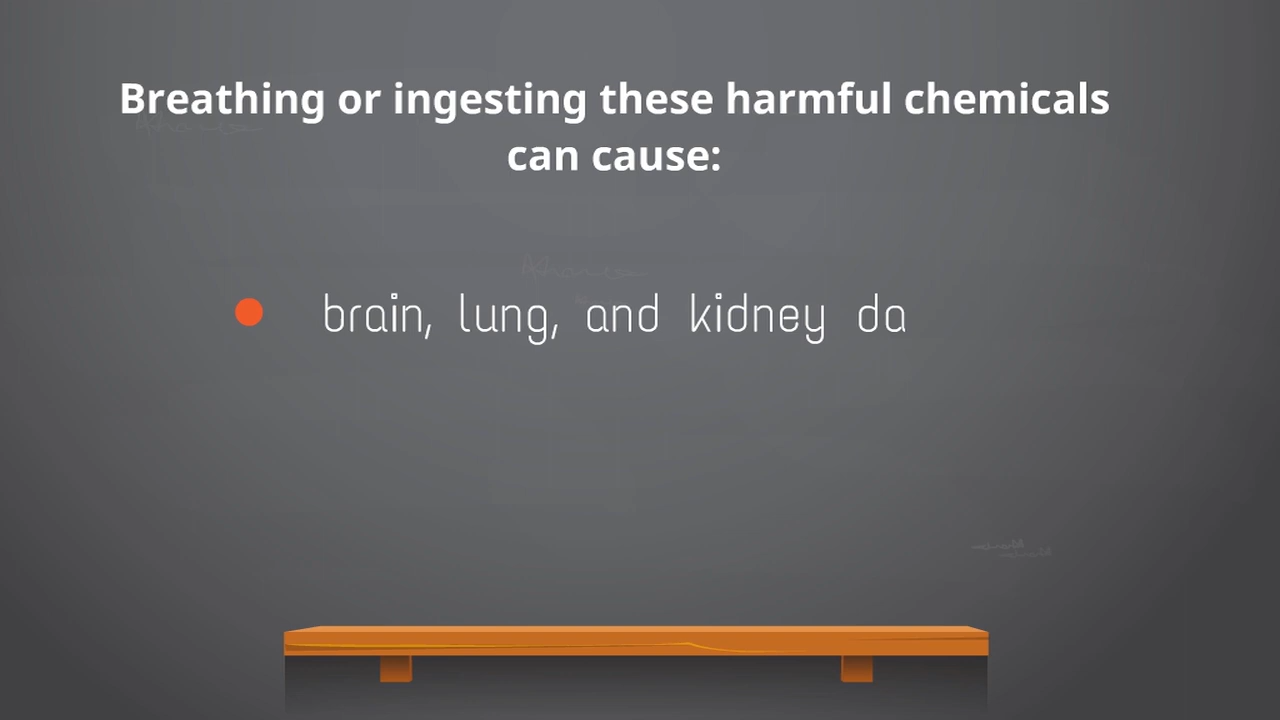 Breathing or ingesting these harmful chemicals
can cause:
brain, lung, and kidney da